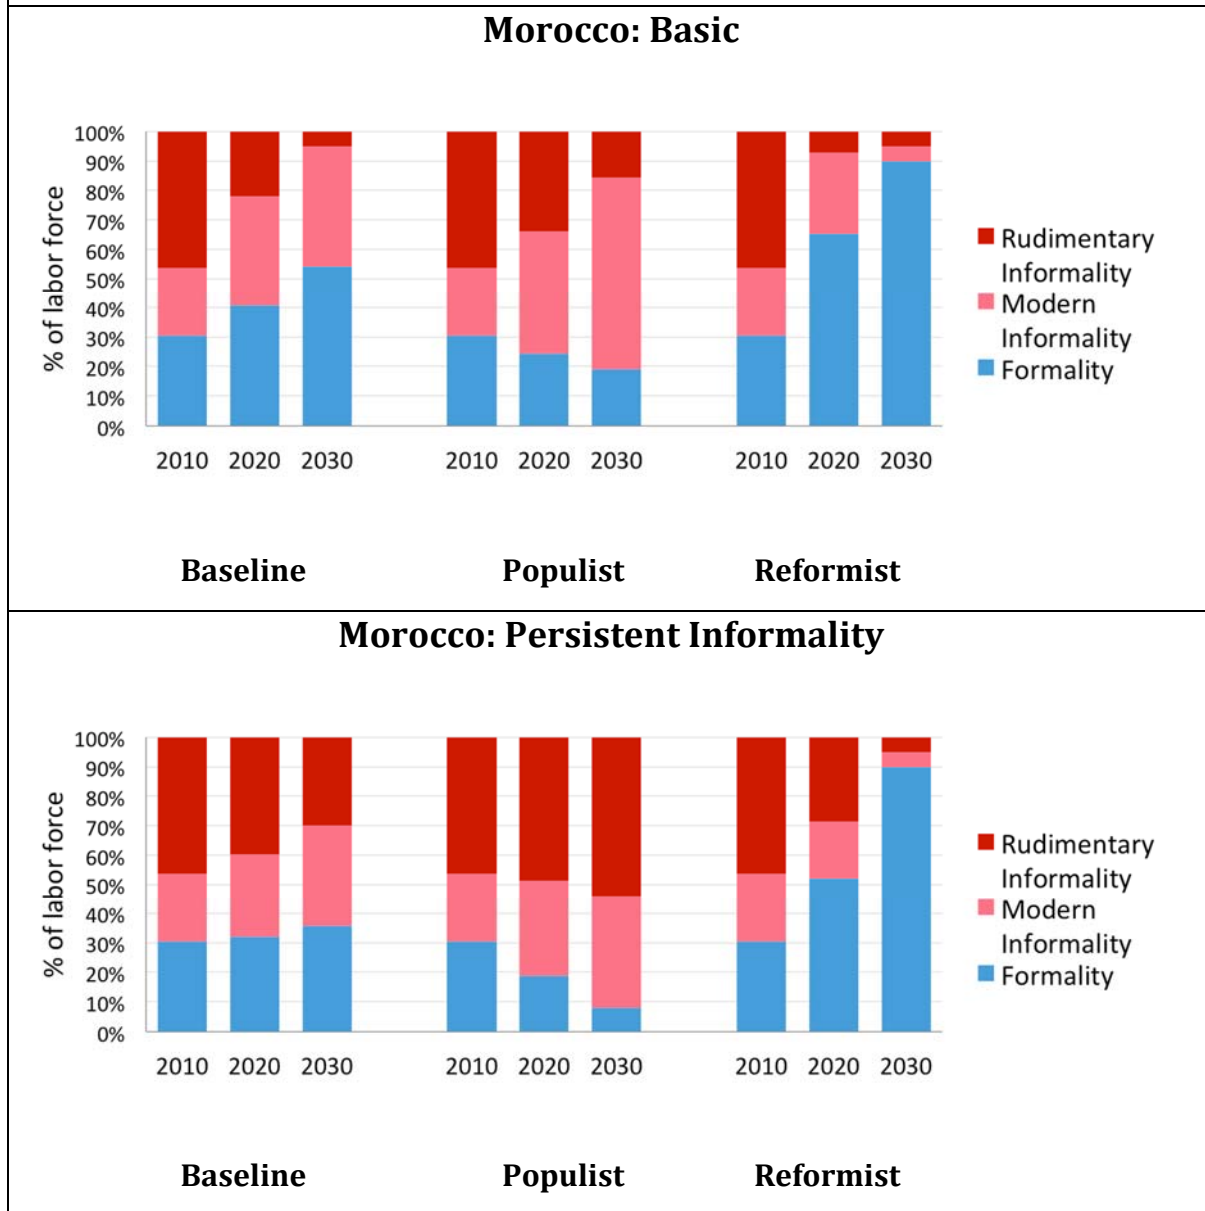 Morocco: Basic
% of labor force
100%
90%
80%
70%
60%
50%
40%
30%
20%
10%
0%
2010 2020 2030 2010 2020 2030 2010 2020 2030
Rudimentary
Informality
Modern
Informality
Formality
Baseline Populist Reformist
Morocco: Persistent Informality
% of labor force
100%
90%
80%
70%
60%
50%
40%
30%
20%
10%
0%
2010 2020 2030 2010 2020 2030 2010 2020 2030
Rudimentary
Informality
Modern
Informality
Formality
Baseline Populist Reformist